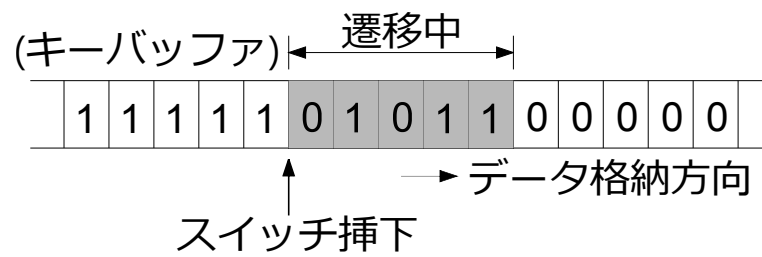 遷移中
(キーバッファ)
1 1 1 1 1 0 1 0 1 1 0 0 0 0 0
データ格納方向
スイッチ挿下